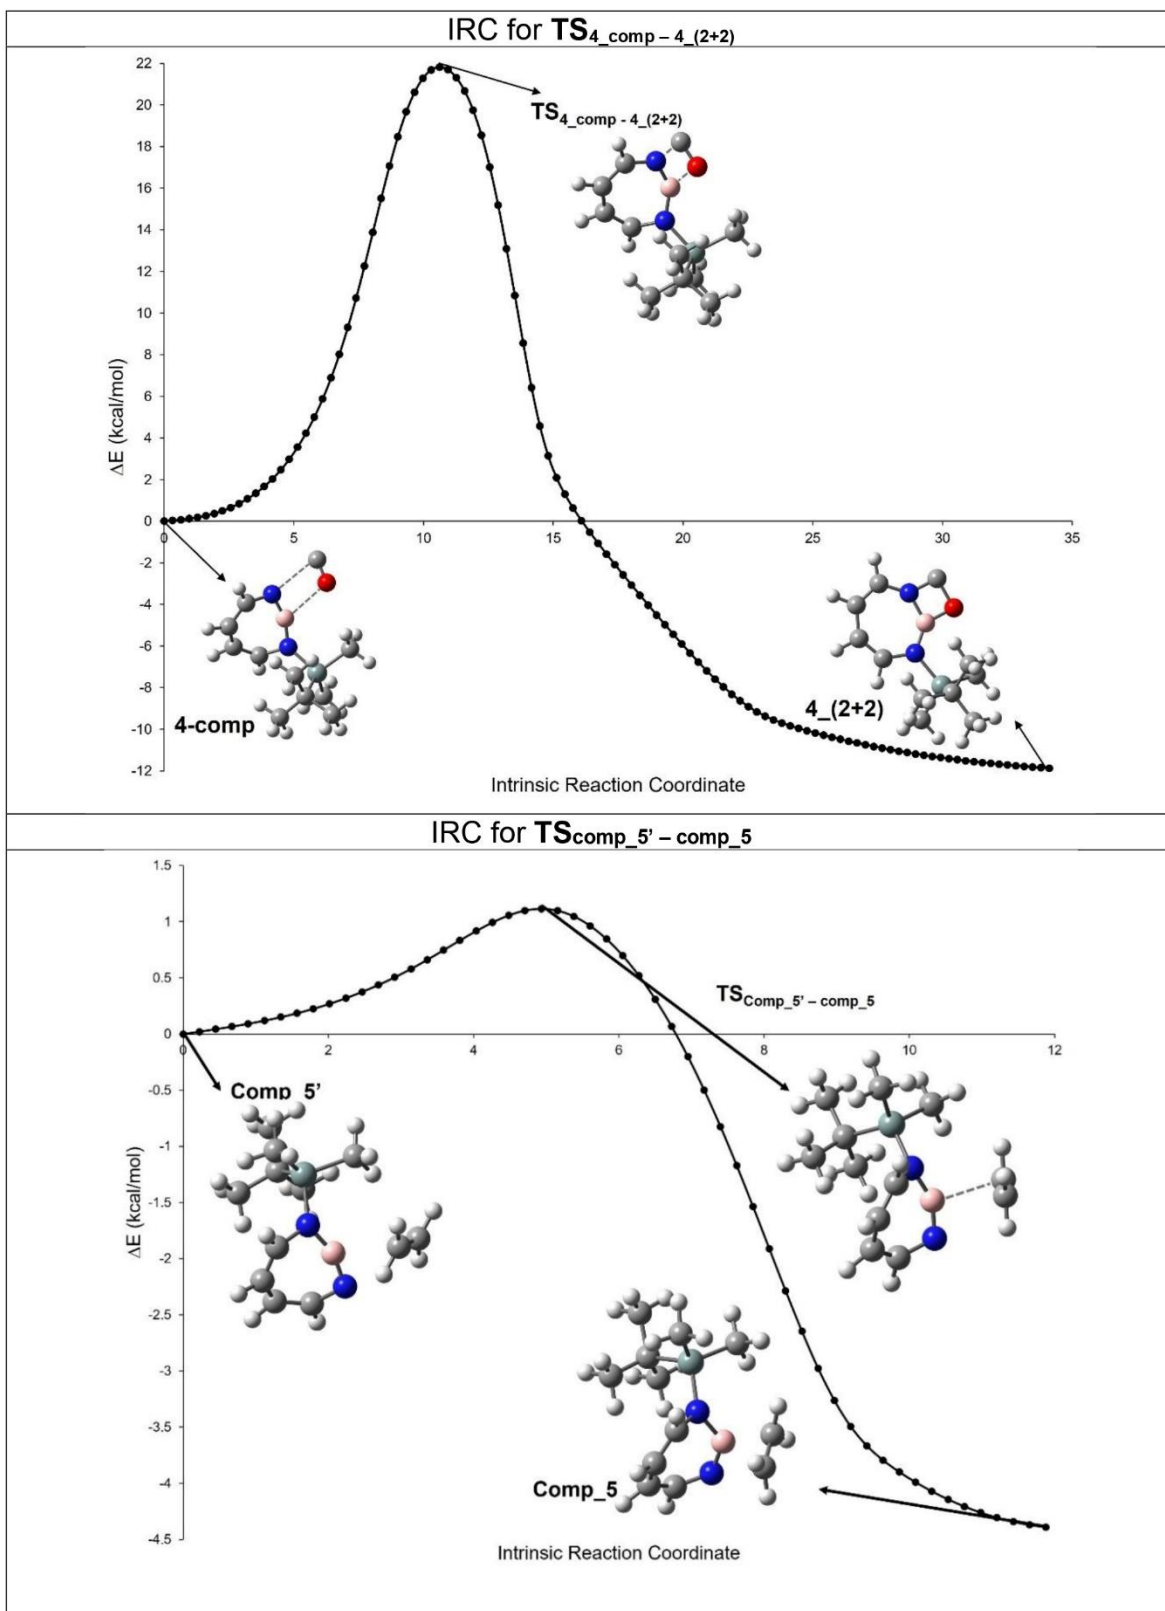 IRC for TS4_comp – 4_(2+2)
22
20
18
16
14
12
10
8
6
4
2
0
-2
-4
-6
-8
-10
-12
0 5 10 15 20 25 30 35
ΔE (kcal/mol)
TS4_comp - 4_(2+2)
4-comp
4_(2+2)
Intrinsic Reaction Coordinate
IRC for TScomp_5’ – comp_5
1.5
1
0.5
0
-0.5
-1
-1.5
-2
-2.5
-3
-3.5
-4
-4.5
0 2 4 6 8 10 12
ΔE (kcal/mol)
TSComp_5’ – comp_5
Comp_5’
Comp_5
Intrinsic Reaction Coordinate